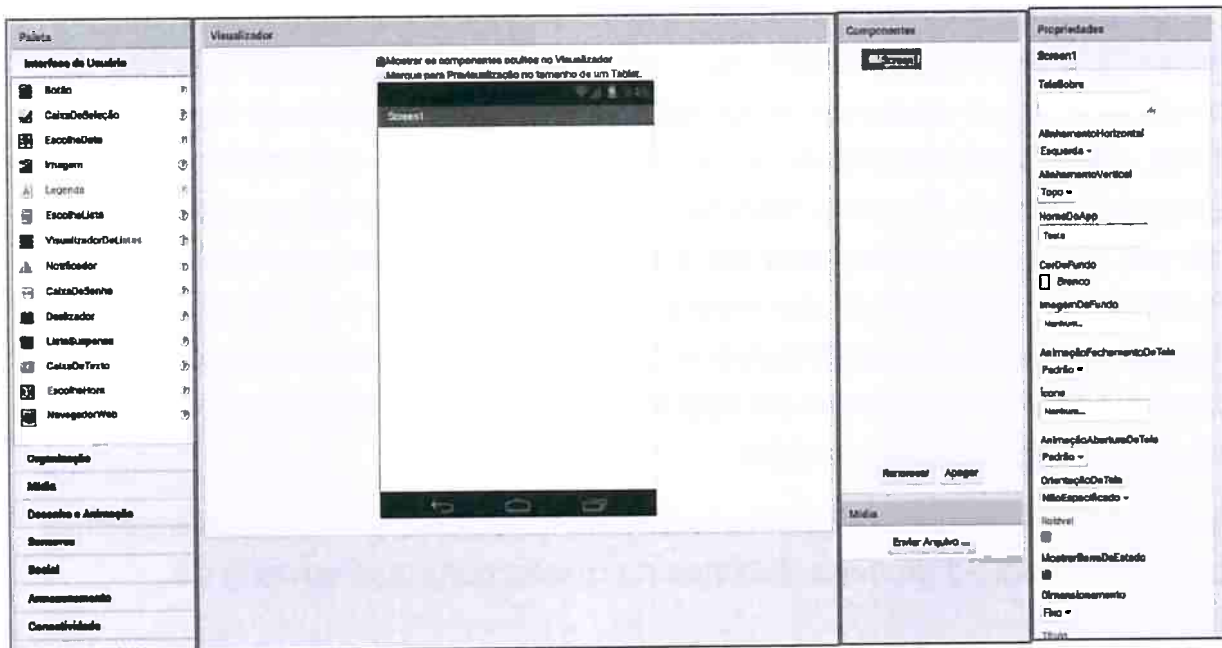 Paleta
Interface do Usuário
Botão
CaixaDeSeleção
EscolheData
Imagem
Legenda
EscolheLista
VisualizadorDeListas
Notificador
CaixaDeSenha
Deslizador
ListaSuspensa
CaixaDeTexto
EscolheHora
NavegadorWeb
Organização
Mídia
Desenho e Animação
Sensores
Social
Armazenamento
Conectividade
Visualizador
Mostrar os componentes ocultos no Visualizador
Marque para Previsualização no tamanho de um Tablet.
Screen1
Componentes
Screen1
Renomear Apagar
Mídia
Enviar Arquivo ...
Propriedades
Screen1
TelaSobre
AlinhamentoHorizontal
Esquerda
AlinhamentoVertical
Topo
NomeDoApp
Teste
CorDeFundo
Branco
ImagemDeFundo
Nenhum...
AnimaçãoFechamentoDeTela
Padrão
Ícone
Nenhum...
AnimaçãoAberturaDeTela
Padrão
OrientaçãoDaTela
NãoEspecificado
Rolável
MostrarBarraDeEstado
Dimensionamento
Fixo
Título